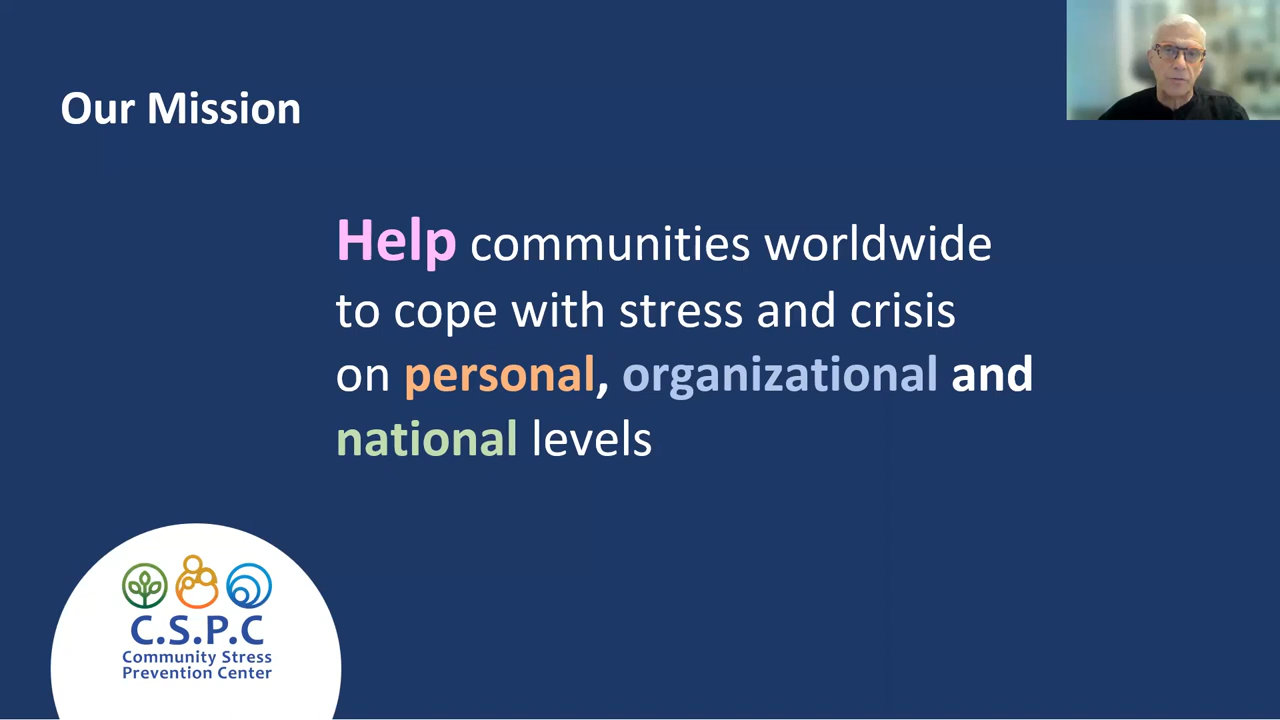 Our Mission
Help communities worldwide
to cope with stress and crisis
on personal, organizational and
national levels
C.S.P.C
Community Stress
Prevention Center